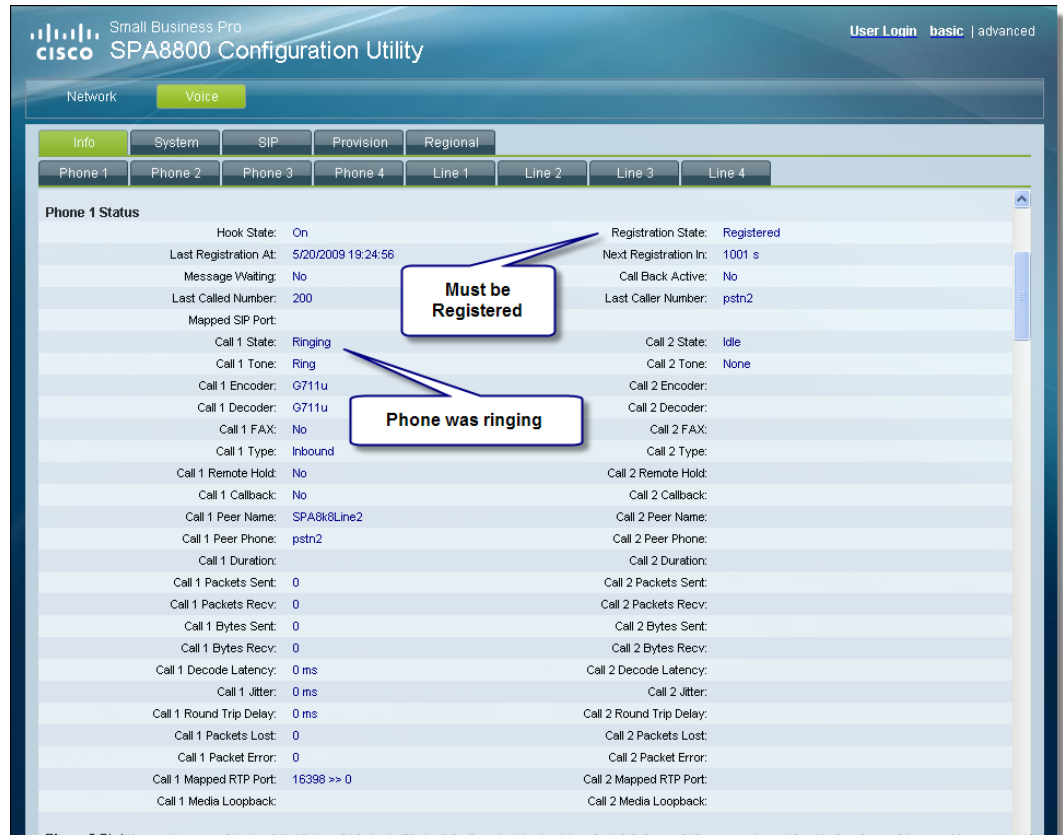 Small Business Pro
CISCO SPA8800 Configuration Utility
User Login basic | advanced
Network Voice
Info System SIP Provision Regional
Phone 1 Phone 2 Phone 3 Phone 4 Line 1 Line 2 Line 3 Line 4
Phone 1 Status
Hook State: On Registration State: Registered
Last Registration At: 5/20/2009 19:24:56 Next Registration In: 1001 s
Message Waiting: No Call Back Active: No
Must be
Registered
Last Called Number: 200 Last Caller Number: pstn2
Mapped SIP Port:
Call 1 State: Ringing Call 2 State: Idle
Call 1 Tone: Ring Call 2 Tone: None
Call 1 Encoder: G711u Call 2 Encoder:
Call 1 Decoder: G711u Call 2 Decoder:
Phone was ringing
Call 1 FAX: No Call 2 FAX:
Call 1 Type: Inbound Call 2 Type:
Call 1 Remote Hold: No Call 2 Remote Hold:
Call 1 Callback: No Call 2 Callback:
Call 1 Peer Name: SPA8k8Line2 Call 2 Peer Name:
Call 1 Peer Phone: pstn2 Call 2 Peer Phone:
Call 1 Duration: Call 2 Duration:
Call 1 Packets Sent: 0 Call 2 Packets Sent:
Call 1 Packets Recv: 0 Call 2 Packets Recv:
Call 1 Bytes Sent: 0 Call 2 Bytes Sent:
Call 1 Bytes Recv: 0 Call 2 Bytes Recv:
Call 1 Decode Latency: 0 ms Call 2 Decode Latency:
Call 1 Jitter: 0 ms Call 2 Jitter:
Call 1 Round Trip Delay: 0 ms Call 2 Round Trip Delay:
Call 1 Packets Lost: 0 Call 2 Packets Lost:
Call 1 Packet Error: 0 Call 2 Packet Error:
Call 1 Mapped RTP Port: 16398 >> 0 Call 2 Mapped RTP Port:
Call 1 Media Loopback: Call 2 Media Loopback: